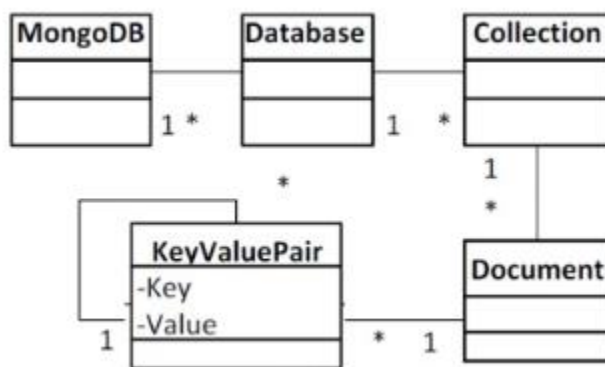 MongoDB Database Collection
1 * 1 *
1
*
*
KeyValuePair
Document
-Key
-Value
1 * 1